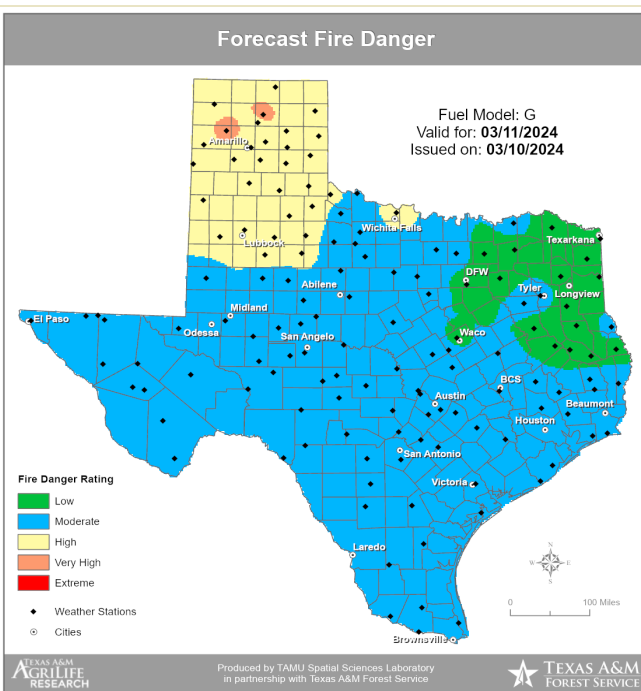 Forecast Fire Danger
Fuel Model: G
Valid for: 03/11/2024
Issued on: 03/10/2024
Amarillo
Lubbock
Wichita Falls
Texarkana
DFW
Abilene
Tyler
Longview
Midland
El Paso
Odessa
San Angelo
Waco
BCS
Austin
Beaumont
Houston
San Antonio
Victoria
Laredo
Brownsville
Fire Danger Rating
Low
Moderate
High
Very High
Extreme
Weather Stations
Cities
N
W
E
S
0
100 Miles
TEXAS A&M
AGRILIFE
RESEARCH
Produced by TAMU Spatial Sciences Laboratory
in partnership with Texas A&M Forest Service
TEXAS A&M
FOREST SERVICE